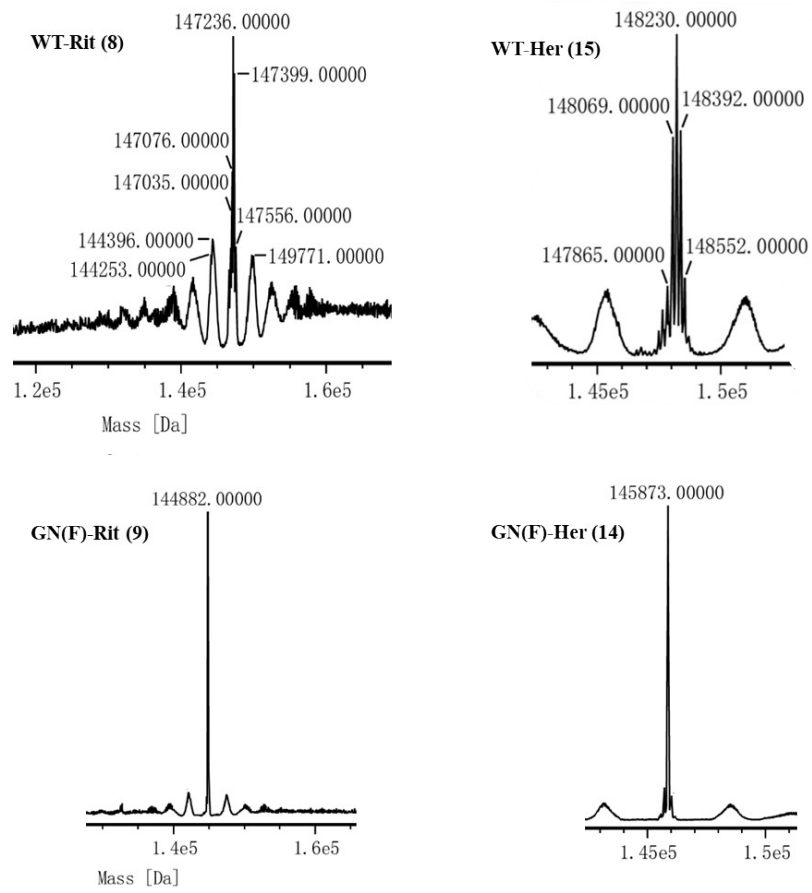 WT-Rit (8)
147236.00000
147399.00000
147076.00000
147035.00000
147556.00000
144396.00000
144253.00000
149771.00000
1.2e5 1.4e5 1.6e5
Mass [Da]
WT-Her (15)
148230.00000
148069.00000
148392.00000
147865.00000
148552.00000
1.45e5 1.5e5
GN(F)-Rit (9)
144882.00000
1.4e5 1.6e5
Mass [Da]
GN(F)-Her (14)
145873.00000
1.45e5 1.5e5